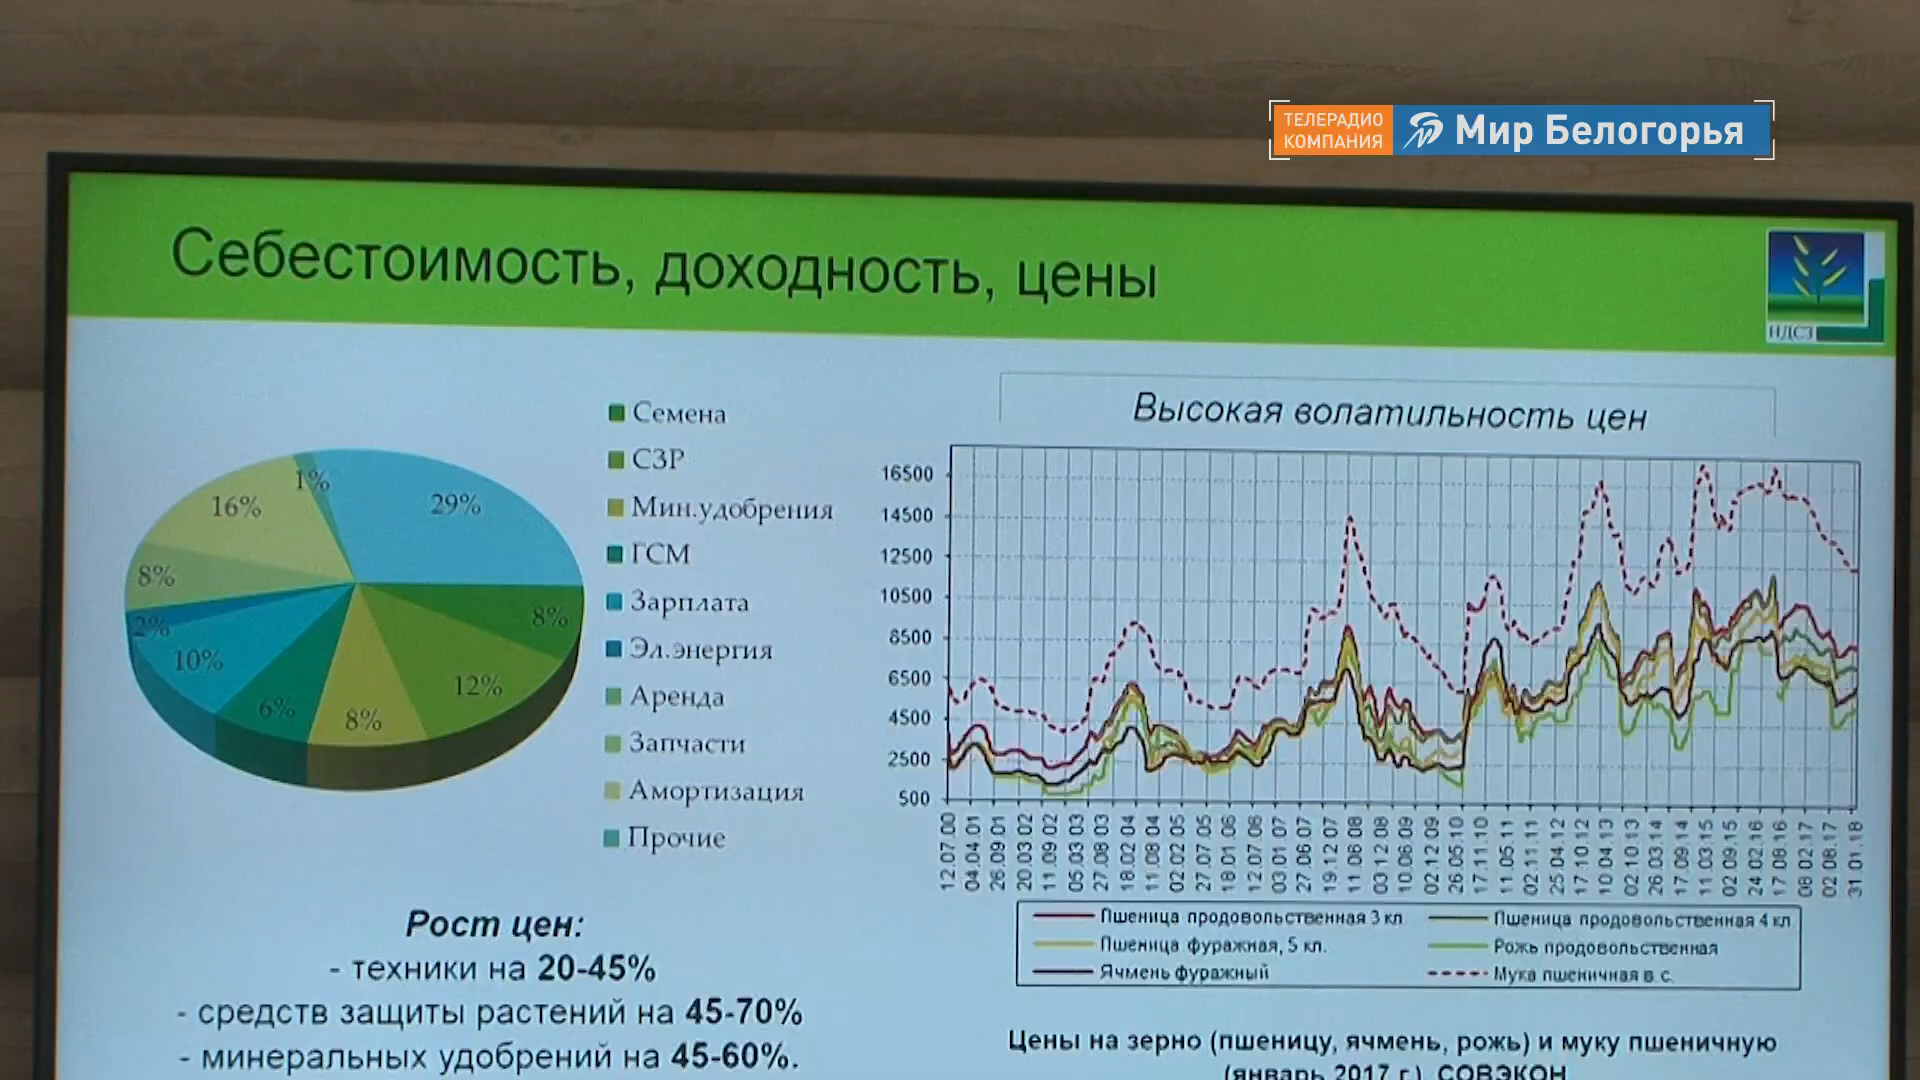 ТЕЛЕРАДИО
КОМПАНИЯ
Мир Белогорья
Себестоимость, доходность, цены
НДСЗ
Семена
СЗР
Мин.удобрения
ГСМ
Зарплата
Эл.энергия
Аренда
Запчасти
Амортизация
Прочие
1%
29%
16%
8%
8%
2%
10%
12%
6%
8%
Рост цен:
- техники на 20-45%
- средств защиты растений на 45-70%
- минеральных удобрений на 45-60%.
Высокая волатильность цен
16500
14500
12500
10500
8500
6500
4500
2500
500
12.07.00
04.04.01
26.09.01
20.03.02
11.09.02
05.03.03
27.08.03
18.02.04
11.08.04
02.02.05
27.07.05
18.01.06
12.07.06
03.01.07
27.06.07
19.12.07
11.06.08
03.12.08
10.06.09
02.12.09
26.05.10
17.11.10
11.05.11
02.11.11
25.04.12
17.10.12
10.04.13
02.10.13
26.03.14
17.09.14
11.03.15
02.09.15
24.02.16
17.08.16
08.02.17
02.08.17
31.01.18
Пшеница продовольственная 3 кл.
Пшеница продовольственная 4 кл
Пшеница фуражная, 5 кл.
Рожь продовольственная
Ячмень фуражный
Мука пшеничная в.с.
Цены на зерно (пшеницу, ячмень, рожь) и муку пшеничную
(январь 2017 г.), СОВЭКОН